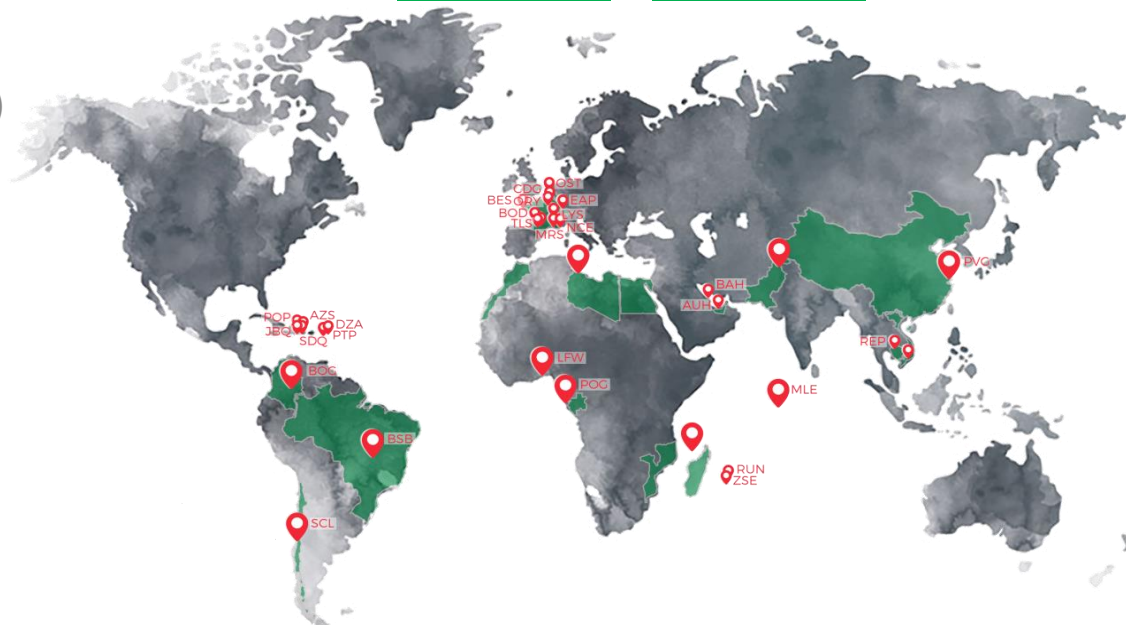 OST
CDG
BES
ORY
EAP
BOD
LYS
TLS
NCE
MRS
PVG
BAH
AUH
POP
AZS
JBQ
DZA
PTP
SDQ
REP
LFW
BOG
POG
MLE
BSB
RUN
ZSE
SCL